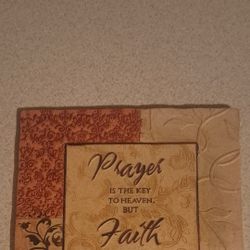 Prayer
IS THE KEY
TO HEAVEN,
BUT
Faith